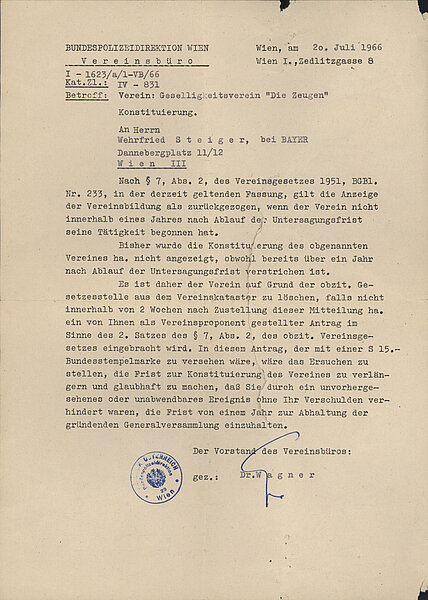 BUNDESPOLIZEIDIREKTION WIEN
Wien, am 20. Juli 1966
Vereinsbüro
Wien I., Zedlitzgasse 8
I - 1623/a/1-VB/66
Kat.Zl.: IV - 831
Betreff: Verein: Geselligkeitsverein "Die Zeugen"
Konstituierung.
An Herrn
Wehrfried Steiger, bei BAYER
Dannebergplatz 11/12
Wien III
Nach § 7, Abs. 2, des Vereinsgesetzes 1951, BGBl.
Nr. 233, in der derzeit geltenden Fassung, gilt die Anzeige
der Vereinsbildung als zurückgezogen, wenn der Verein nicht
innerhalb eines Jahres nach Ablauf der Untersagungsfrist
seine Tätigkeit begonnen hat.
Bisher wurde die Konstituierung des obgenannten
Vereines ha. nicht angezeigt, obwohl bereits über ein Jahr
nach Ablauf der Untersagungsfrist verstrichen ist.
Es ist daher der Verein auf Grund der obzit. Ge-
setzesstelle aus dem Vereinskataster zu löschen, falls nicht
innerhalb von 2 Wochen nach Zustellung dieser Mitteilung ha.
ein von Ihnen als Vereinsproponent gestellter Antrag im
Sinne des 2. Satzes des § 7, Abs. 2, des obzit. Vereinsge-
setzes eingebracht wird. In diesem Antrag, der mit einer S 15.-
Bundesstempelmarke zu versehen wäre, wäre das Ersuchen zu
stellen, die Frist zur Konstituierung des Vereines zu verlän-
gern und glaubhaft zu machen, daß Sie durch ein unvorherge-
sehenes oder unabwendbares Ereignis ohne Ihr Verschulden ver-
hindert waren, die Frist von einem Jahr zur Abhaltung der
gründenden Generalversammlung einzuhalten.
Der Vorstand des Vereinsbüros:
gez.: Dr.Wagner
ÖSTERREICH
Bundespolizeidirektion
Wien